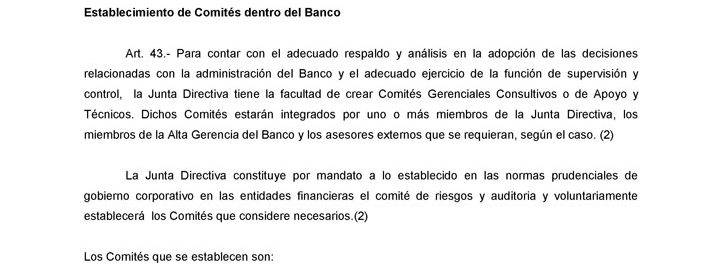 Establecimiento de Comités dentro del Banco
Art. 43.- Para contar con el adecuado respaldo y análisis en la adopción de las decisiones
relacionadas con la administración del Banco y el adecuado ejercicio de la función de supervisión y
control, la Junta Directiva tiene la facultad de crear Comités Gerenciales Consultivos o de Apoyo y
Técnicos. Dichos Comités estarán integrados por uno o más miembros de la Junta Directiva, los
miembros de la Alta Gerencia del Banco y los asesores externos que se requieran, según el caso. (2)
La Junta Directiva constituye por mandato a lo establecido en las normas prudenciales de
gobierno corporativo en las entidades financieras el comité de riesgos y auditoria y voluntariamente
establecerá los Comités que considere necesarios.(2)
Los Comités que se establecen son: